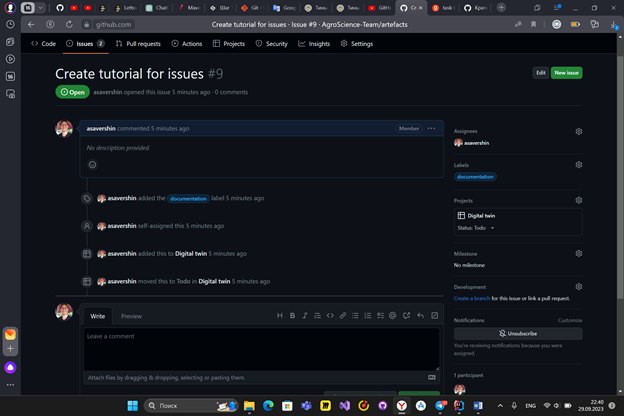 16
Letter
Chat
Шаг
Git
Goog
Тичы
Тичы
GitH
Cr
task t
Крат
github.com
Create tutorial for issues · Issue #9 · AgroScience-Team/artefacts
Code
Issues 2
Pull requests
Actions
Projects
Security
Insights
Settings
Create tutorial for issues #9
Edit
New issue
Open
asavershin opened this issue 5 minutes ago · 0 comments
asavershin commented 5 minutes ago
Member
No description provided.
asavershin added the documentation label 5 minutes ago
asavershin self-assigned this 5 minutes ago
asavershin added this to Digital twin 5 minutes ago
asavershin moved this to Todo in Digital twin 5 minutes ago
Write
Preview
Leave a comment
Attach files by dragging & dropping, selecting or pasting them.
Assignees
asavershin
Labels
documentation
Projects
Digital twin
Status: Todo
Milestone
No milestone
Development
Create a branch for this issue or link a pull request.
Notifications
Customize
Unsubscribe
You're receiving notifications because you were
assigned.
1 participant
Поиск
ENG
22:40
29.09.2023